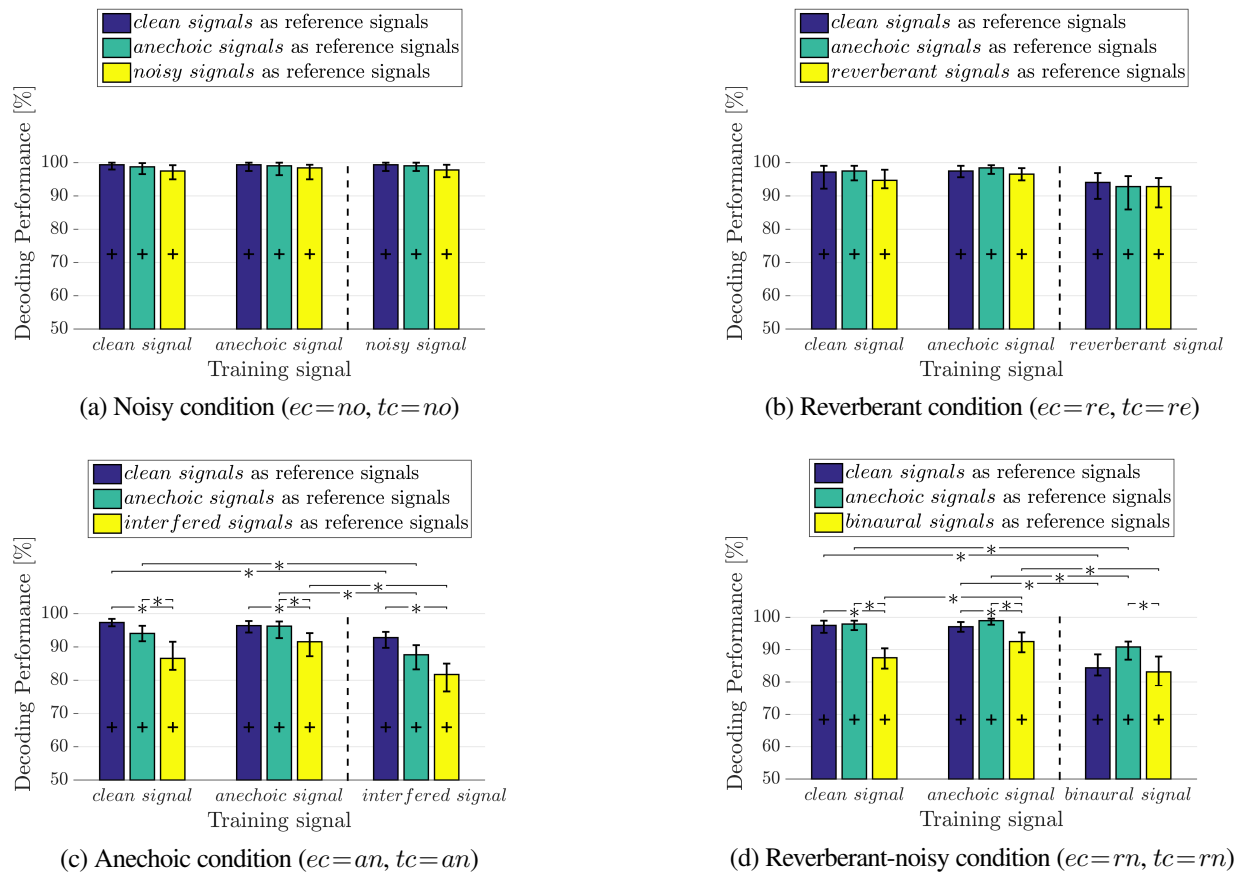 clean signals as reference signals
anechoic signals as reference signals
noisy signals as reference signals
Decoding Performance [%]
100
90
80
70
60
50
+ + + + + + + + +
clean signal anechoic signal noisy signal
Training signal
(a) Noisy condition (ec=no, tc=no)
clean signals as reference signals
anechoic signals as reference signals
reverberant signals as reference signals
Decoding Performance [%]
100
90
80
70
60
50
+ + + + + + + + +
clean signal anechoic signal reverberant signal
Training signal
(b) Reverberant condition (ec=re, tc=re)
clean signals as reference signals
anechoic signals as reference signals
interfered signals as reference signals
Decoding Performance [%]
*
*
*
*
* * * * *
100
90
80
70
60
50
+ + + + + + + + +
clean signal anechoic signal interfered signal
Training signal
(c) Anechoic condition (ec=an, tc=an)
clean signals as reference signals
anechoic signals as reference signals
binaural signals as reference signals
Decoding Performance [%]
*
*
*
*
*
*
* * * * *
100
90
80
70
60
50
+ + + + + + + + +
clean signal anechoic signal binaural signal
Training signal
(d) Reverberant-noisy condition (ec=rn, tc=rn)